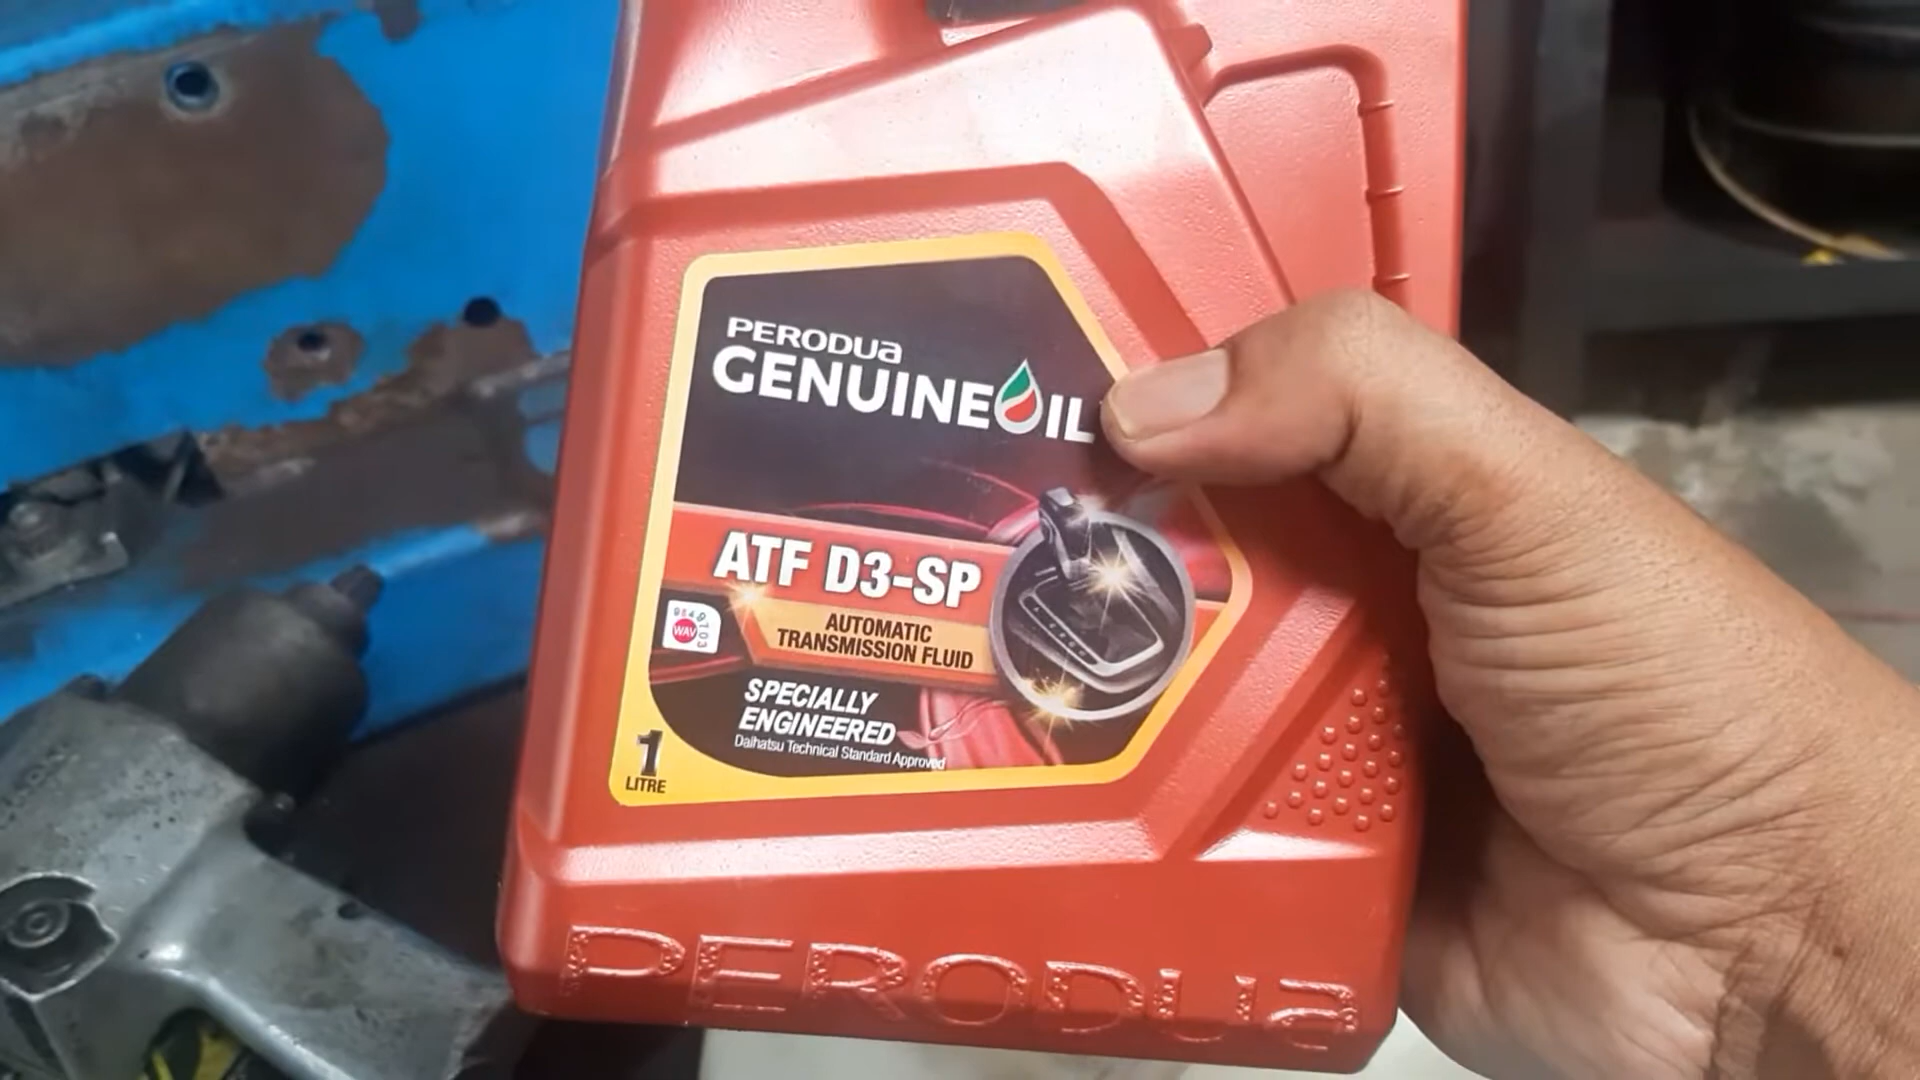 PERODUA
GENUINE OIL
ATF D3-SP
AUTOMATIC
TRANSMISSION FLUID
WAV
SPECIALLY
ENGINEERED
Daihatsu Technical Standard Approved
1
LITRE
PERODUA